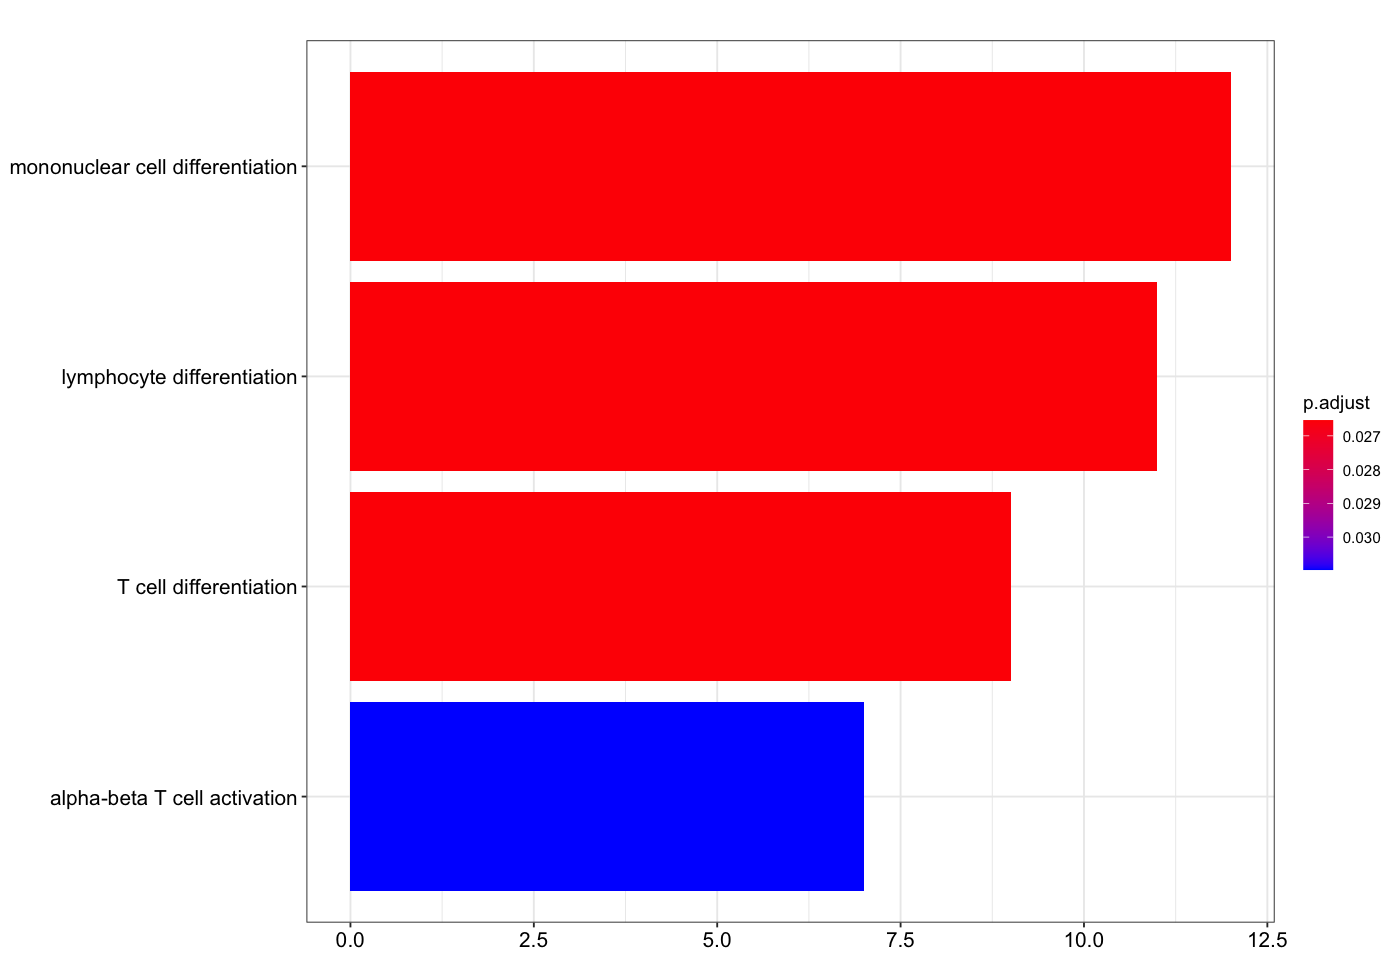 mononuclear cell differentiation
lymphocyte differentiation
T cell differentiation
alpha-beta T cell activation
0.0 2.5 5.0 7.5 10.0 12.5
p.adjust
0.027
0.028
0.029
0.030